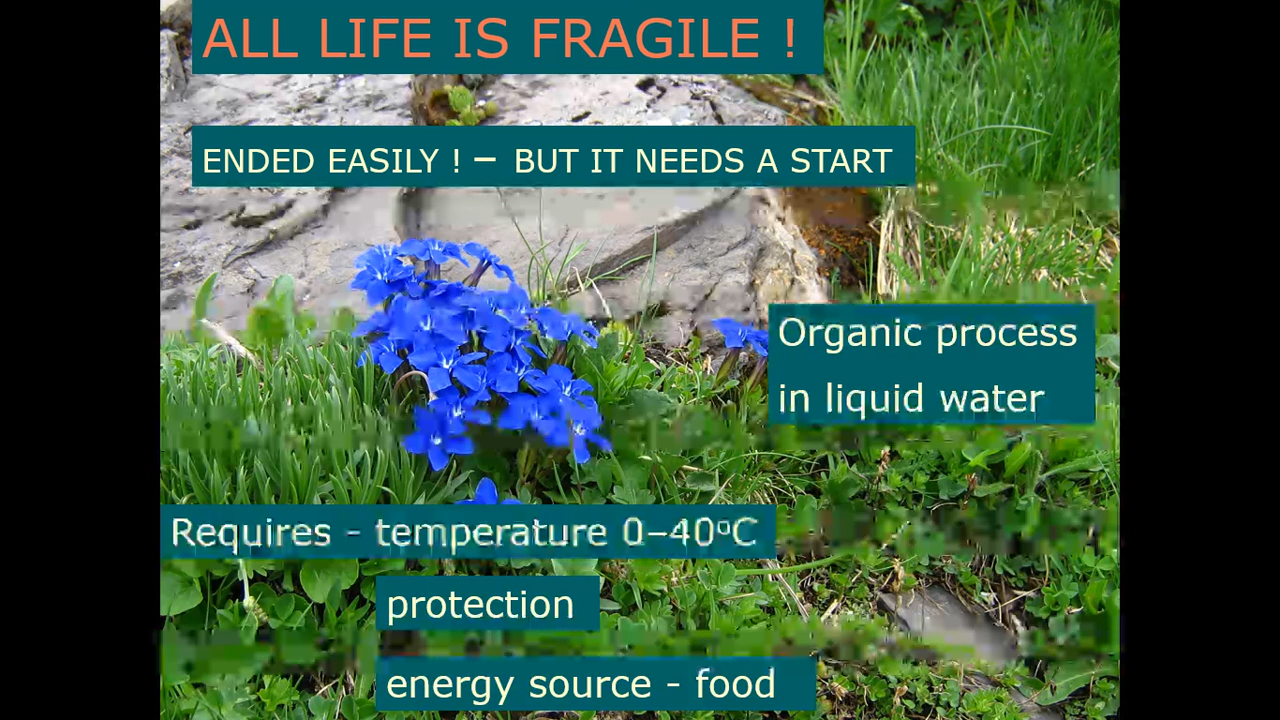 ALL LIFE IS FRAGILE !
ENDED EASILY ! – BUT IT NEEDS A START
Organic process
in liquid water
Requires - temperature 0–40ºC
protection
energy source - food